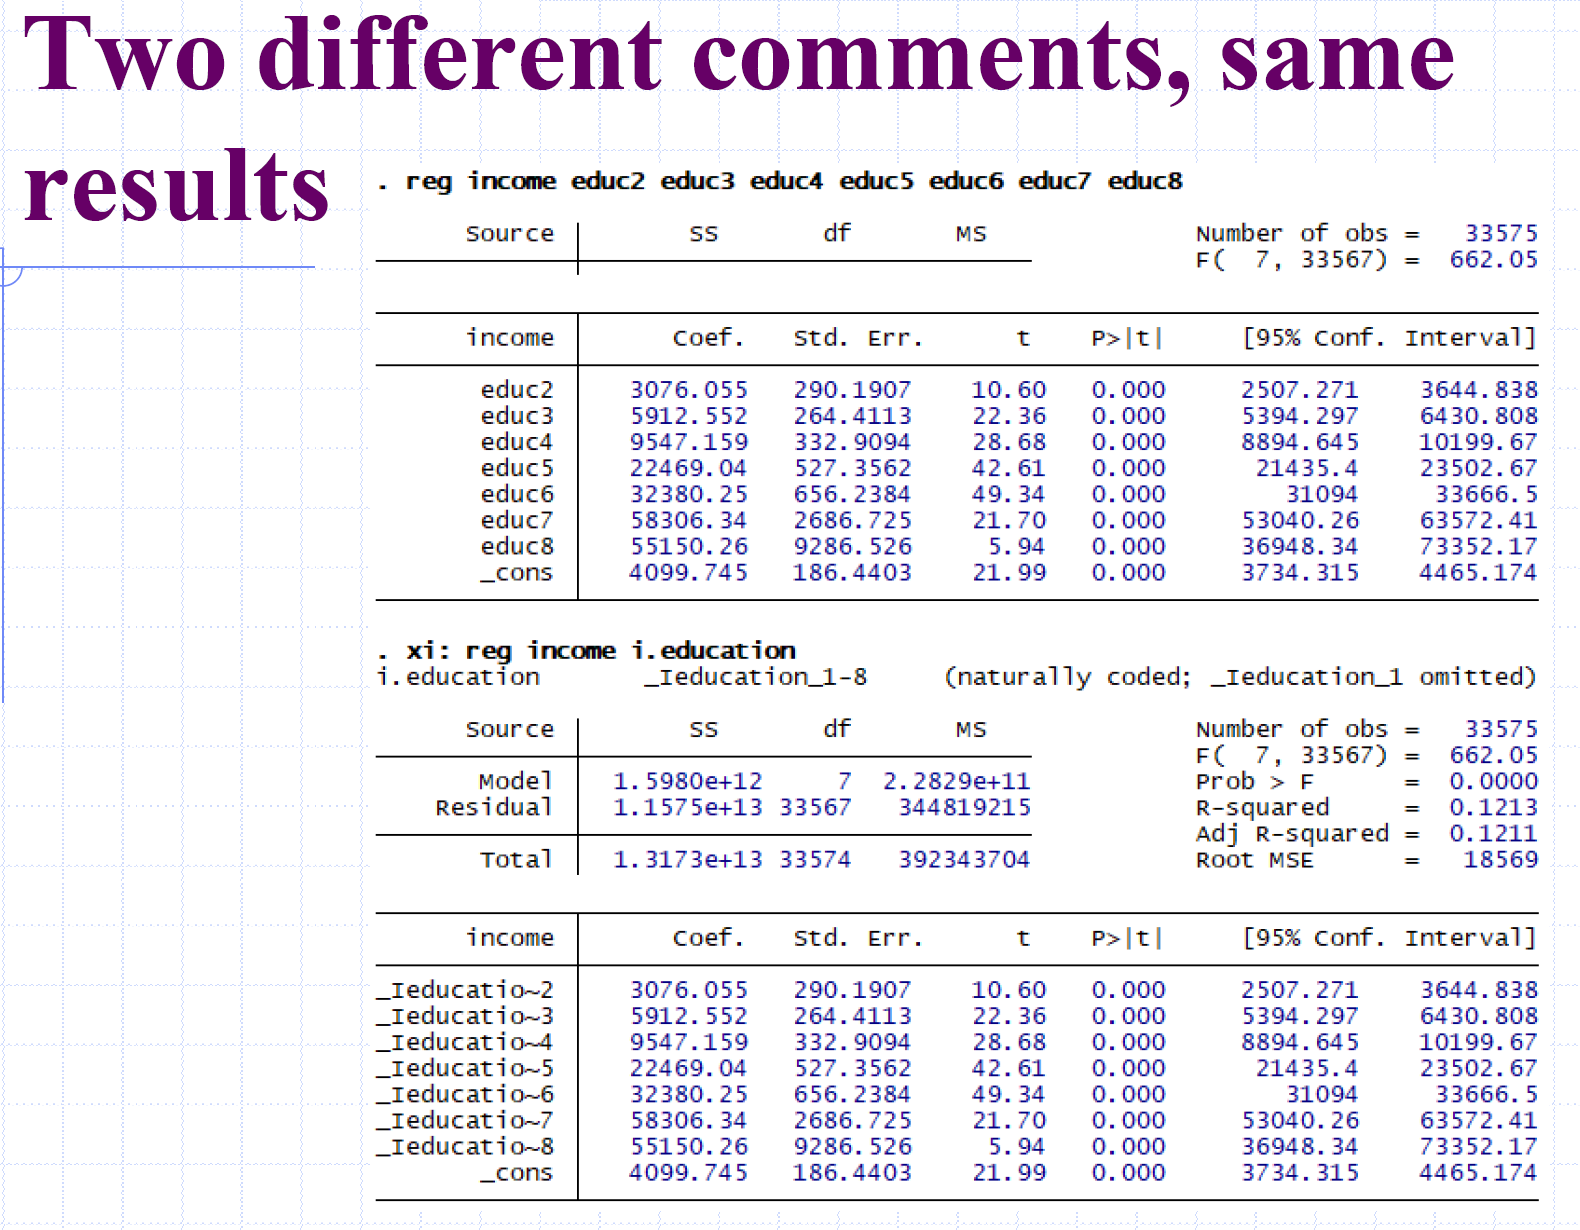 Two different comments, same
results
. reg income educ2 educ3 educ4 educ5 educ6 educ7 educ8
Source SS df MS Number of obs = 33575
F( 7, 33567) = 662.05
income Coef. Std. Err. t P>|t| [95% Conf. Interval]
educ2 3076.055 290.1907 10.60 0.000 2507.271 3644.838
educ3 5912.552 264.4113 22.36 0.000 5394.297 6430.808
educ4 9547.159 332.9094 28.68 0.000 8894.645 10199.67
educ5 22469.04 527.3562 42.61 0.000 21435.4 23502.67
educ6 32380.25 656.2384 49.34 0.000 31094 33666.5
educ7 58306.34 2686.725 21.70 0.000 53040.26 63572.41
educ8 55150.26 9286.526 5.94 0.000 36948.34 73352.17
_cons 4099.745 186.4403 21.99 0.000 3734.315 4465.174
. xi: reg income i.education
i.education _Ieducation_1-8 (naturally coded; _Ieducation_1 omitted)
Source SS df MS Number of obs = 33575
F( 7, 33567) = 662.05
Model 1.5980e+12 7 2.2829e+11 Prob > F = 0.0000
Residual 1.1575e+13 33567 344819215 R-squared = 0.1213
Adj R-squared = 0.1211
Total 1.3173e+13 33574 392343704 Root MSE = 18569
income Coef. Std. Err. t P>|t| [95% Conf. Interval]
_Ieducatio~2 3076.055 290.1907 10.60 0.000 2507.271 3644.838
_Ieducatio~3 5912.552 264.4113 22.36 0.000 5394.297 6430.808
_Ieducatio~4 9547.159 332.9094 28.68 0.000 8894.645 10199.67
_Ieducatio~5 22469.04 527.3562 42.61 0.000 21435.4 23502.67
_Ieducatio~6 32380.25 656.2384 49.34 0.000 31094 33666.5
_Ieducatio~7 58306.34 2686.725 21.70 0.000 53040.26 63572.41
_Ieducatio~8 55150.26 9286.526 5.94 0.000 36948.34 73352.17
_cons 4099.745 186.4403 21.99 0.000 3734.315 4465.174